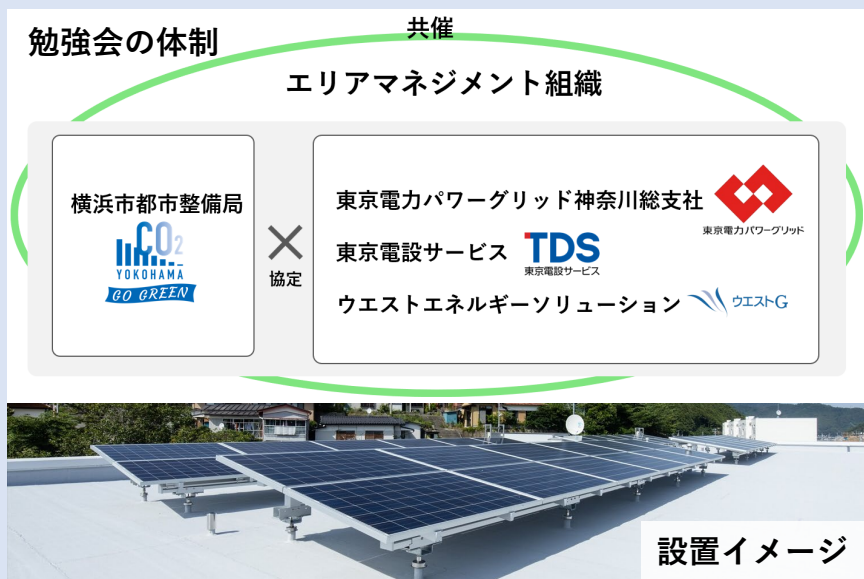 勉強会の体制
共催
エリアマネジメント組織
横浜市都市整備局
CO2
YOKOHAMA
GO GREEN
×
協定
東京電力パワーグリッド神奈川総支社
東京電力パワーグリッド
東京電設サービス
TDS
東京電設サービス
ウエストエネルギーソリューション
ウエストG
設置イメージ